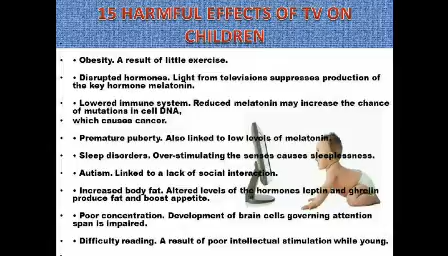 15 HARMFUL EFFECTS OF TV ON
CHILDREN
• • Obesity. A result of little exercise.
• • Disrupted hormones. Light from televisions suppresses production of
the key hormone melatonin.
• • Lowered immune system. Reduced melatonin may increase the chance
of mutations in cell DNA,
• which causes cancer.
• • Premature puberty. Also linked to low levels of melatonin.
• • Sleep disorders. Over-stimulating the senses causes sleeplessness.
• • Autism. Linked to a lack of social interaction.
• • Increased body fat. Altered levels of the hormones leptin and ghrelin
produce fat and boost appetite.
• • Poor concentration. Development of brain cells governing attention
span is impaired.
• • Difficulty reading. A result of poor intellectual stimulation while young.